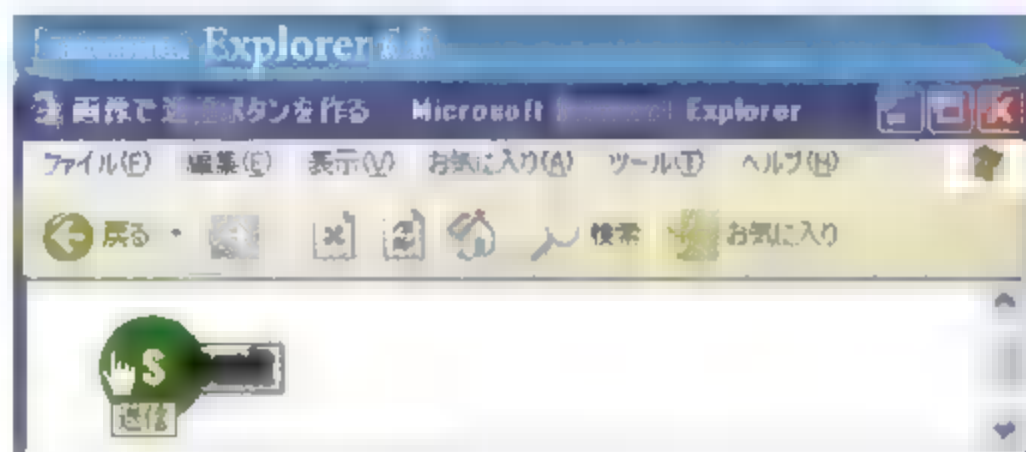 Explorer
画像で送信ボタンを作る Microsoft Explorer
ファイル(F) 編集(E) 表示(V) お気に入り(A) ツール(T) ヘルプ(H)
戻る 検索 お気に入り
S
送信